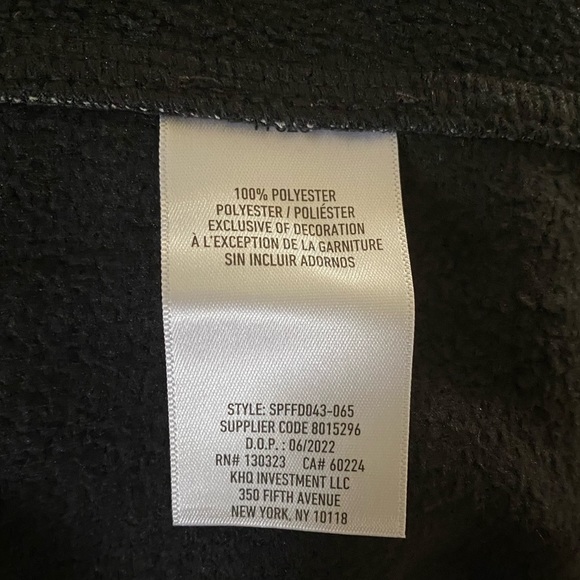 100% POLYESTER
POLYESTER / POLIÉSTER
EXCLUSIVE OF DECORATION
À L'EXCEPTION DE LA GARNITURE
SIN INCLUIR ADORNOS
STYLE: SPFFD043-065
SUPPLIER CODE 8015296
D.O.P. : 06/2022
RN# 130323 CA# 60224
KHQ INVESTMENT LLC
350 FIFTH AVENUE
NEW YORK, NY 10118